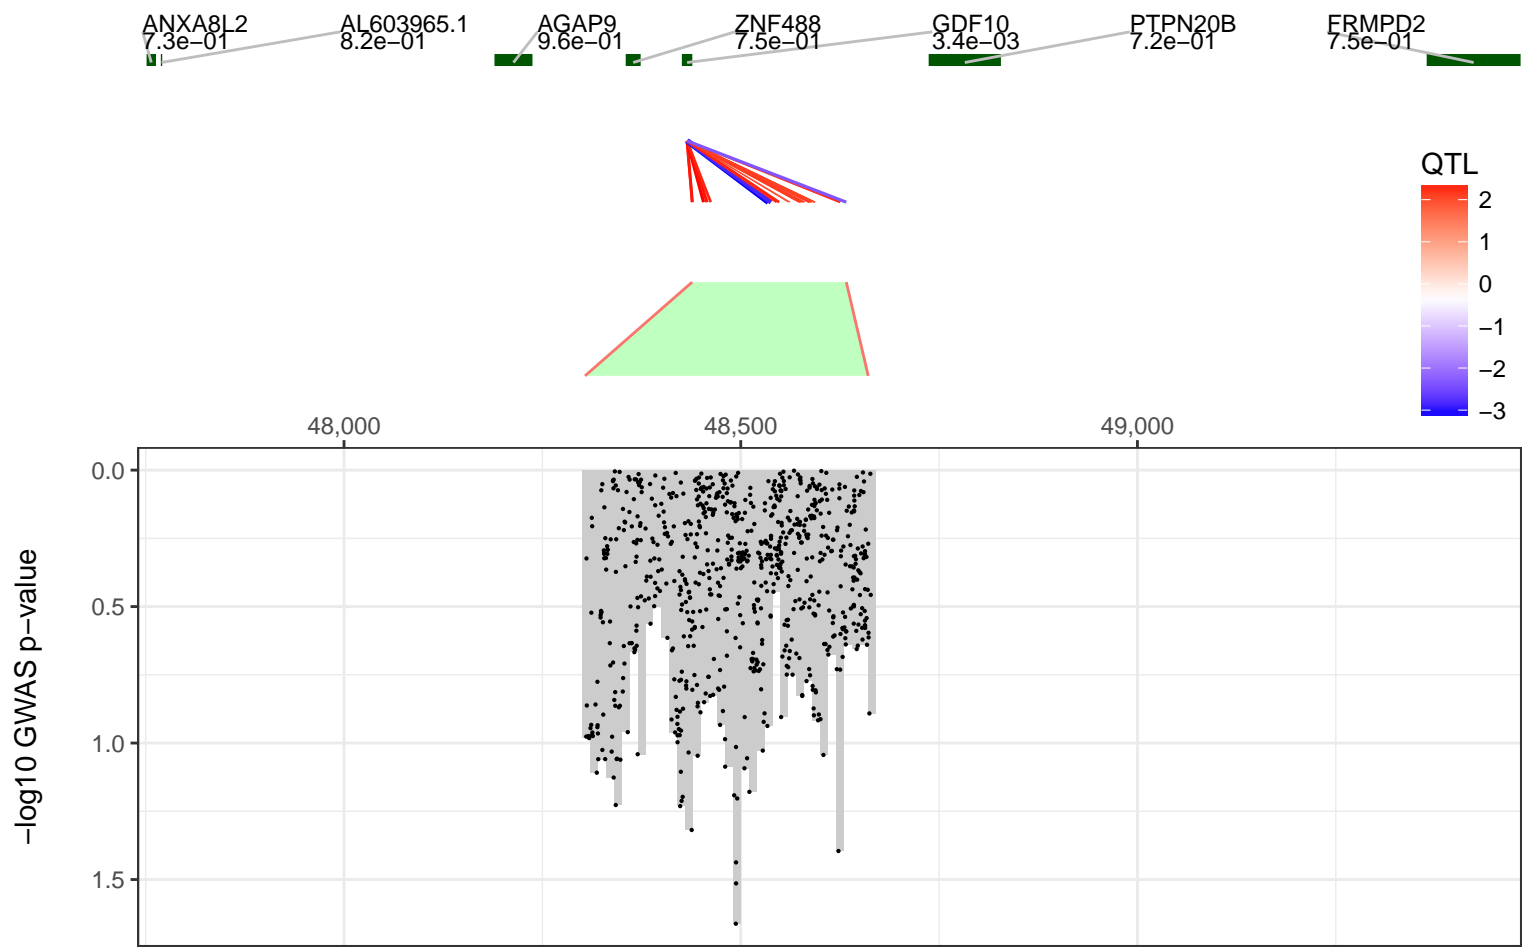 ANXA8L2 AL603965.1 AGAP9 ZNF488 GDF10 PTPN20B FRMPD2
7.3e−01 8.2e−01 9.6e−01 7.5e−01 3.4e−03 7.2e−01 7.5e−01
QTL
2
1
0
−1
−2
−3
48,000 48,500 49,000
0.0
0.5
1.0
1.5
−log10 GWAS p−value